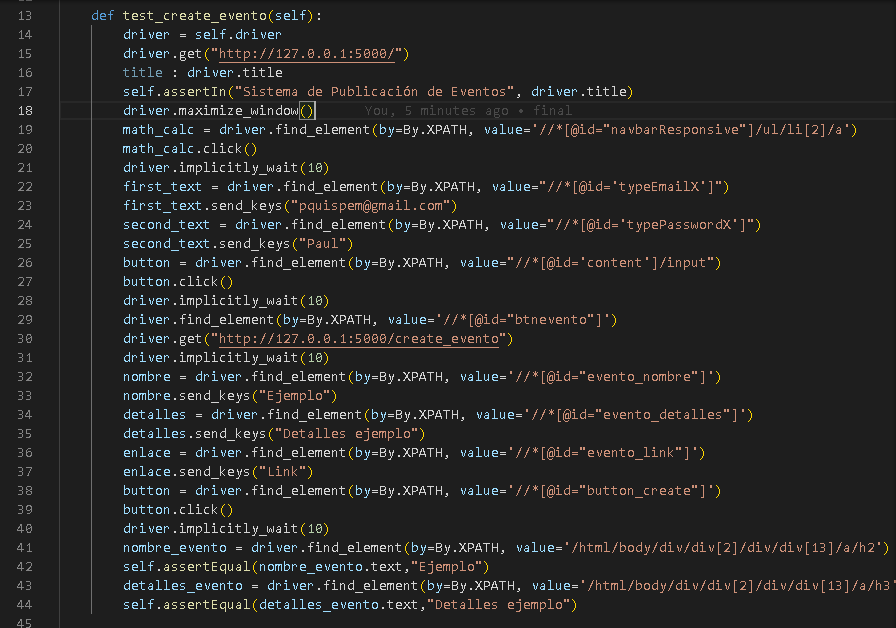 13 def test_create_evento(self):
14 driver = self.driver
15 driver.get("http://127.0.0.1:5000/")
16 title : driver.title
17 self.assertIn("Sistema de Publicación de Eventos", driver.title)
18 driver.maximize_window() You, 5 minutes ago • final
19 math_calc = driver.find_element(by=By.XPATH, value='//*[@id="navbarResponsive"]/ul/li[2]/a')
20 math_calc.click()
21 driver.implicitly_wait(10)
22 first_text = driver.find_element(by=By.XPATH, value="//*[@id='typeEmailX']")
23 first_text.send_keys("pquispem@gmail.com")
24 second_text = driver.find_element(by=By.XPATH, value="//*[@id='typePasswordX']")
25 second_text.send_keys("Paul")
26 button = driver.find_element(by=By.XPATH, value="//*[@id='content']/input")
27 button.click()
28 driver.implicitly_wait(10)
29 driver.find_element(by=By.XPATH, value='//*[@id="btnevento"]')
30 driver.get("http://127.0.0.1:5000/create_evento")
31 driver.implicitly_wait(10)
32 nombre = driver.find_element(by=By.XPATH, value='//*[@id="evento_nombre"]')
33 nombre.send_keys("Ejemplo")
34 detalles = driver.find_element(by=By.XPATH, value='//*[@id="evento_detalles"]')
35 detalles.send_keys("Detalles ejemplo")
36 enlace = driver.find_element(by=By.XPATH, value='//*[@id="evento_link"]')
37 enlace.send_keys("Link")
38 button = driver.find_element(by=By.XPATH, value='//*[@id="button_create"]')
39 button.click()
40 driver.implicitly_wait(10)
41 nombre_evento = driver.find_element(by=By.XPATH, value='/html/body/div/div[2]/div/div[13]/a/h2')
42 self.assertEqual(nombre_evento.text,"Ejemplo")
43 detalles_evento = driver.find_element(by=By.XPATH, value='/html/body/div/div[2]/div/div[13]/a/h3'
44 self.assertEqual(detalles_evento.text,"Detalles ejemplo")
45